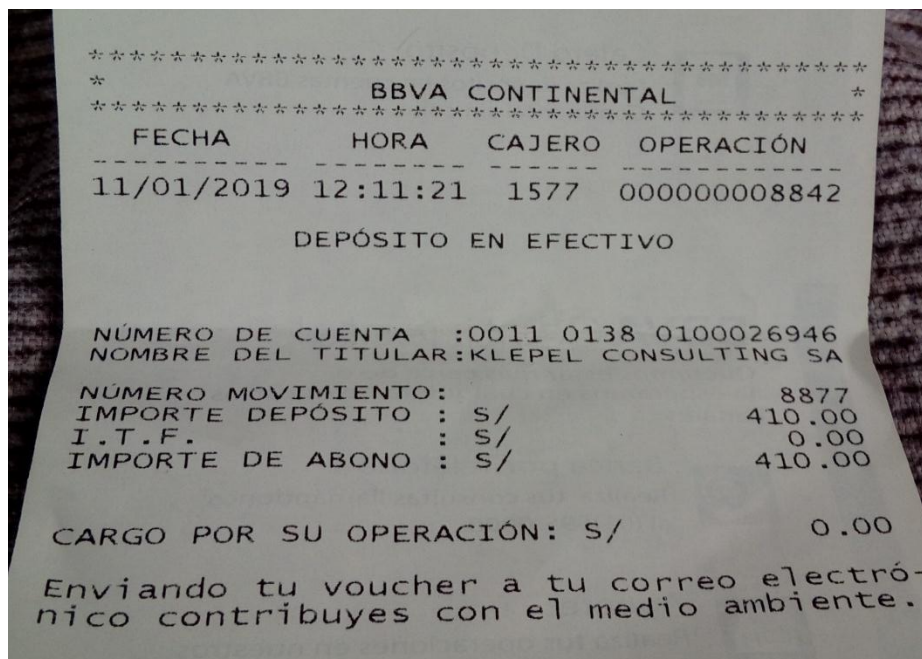 *****************************************
* BBVA CONTINENTAL *
*****************************************
FECHA HORA CAJERO OPERACIÓN
---------- -------- ------ ------------
11/01/2019 12:11:21 1577 000000008842
DEPÓSITO EN EFECTIVO
NÚMERO DE CUENTA :0011 0138 0100026946
NOMBRE DEL TITULAR:KLEPEL CONSULTING SA
NÚMERO MOVIMIENTO: 8877
IMPORTE DEPÓSITO : S/ 410.00
I.T.F. : S/ 0.00
IMPORTE DE ABONO : S/ 410.00
CARGO POR SU OPERACIÓN: S/ 0.00
Enviando tu voucher a tu correo electró-
nico contribuyes con el medio ambiente.